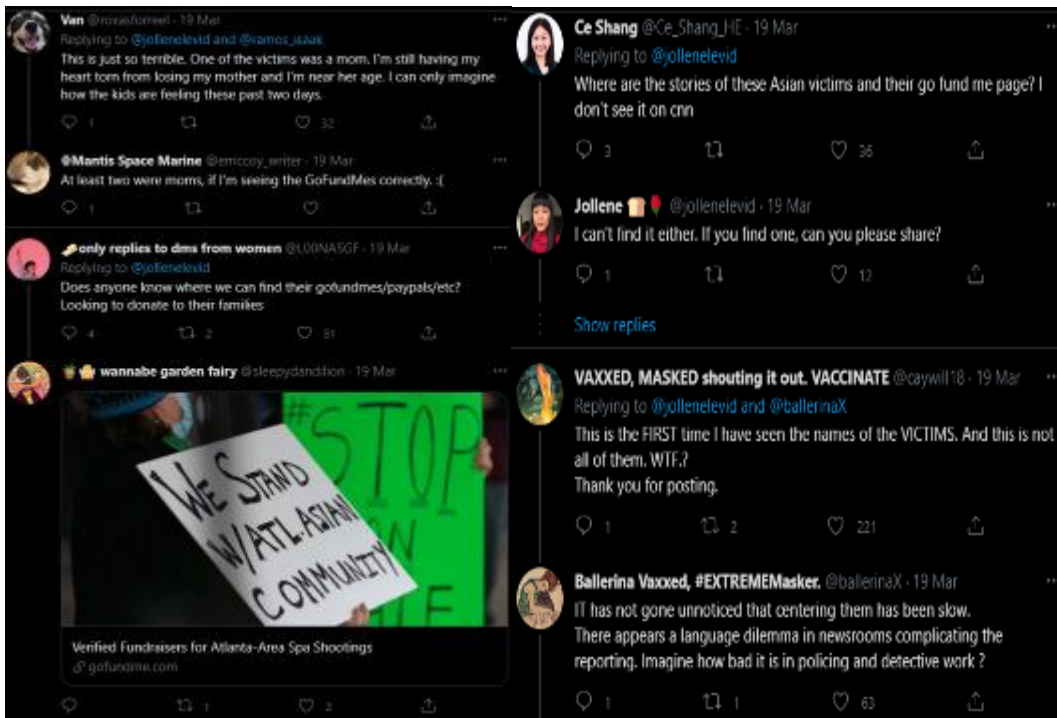 Van @rovasforreel · 19 Mar
Replying to @jollenelevid and @ramos_isaak
This is just so terrible. One of the victims was a mom. I'm still having my
heart torn from losing my mother and I'm near her age. I can only imagine
how the kids are feeling these past two days.
1 32
@Mantis Space Marine @emccoy_writer · 19 Mar
At least two were moms, if I'm seeing the GoFundMes correctly. :(
1
only replies to dms from women @L00NASGF · 19 Mar
Replying to @jollenelevid
Does anyone know where we can find their gofundmes/paypals/etc?
Looking to donate to their families
4 2 91
wannabe garden fairy @sleepydandilion · 19 Mar
#STOP
WE STAND
W/ATL ASIAN
COMMUNITY
Verified Fundraisers for Atlanta-Area Spa Shootings
gofundme.com
1 2
Ce Shang @Ce_Shang_HE · 19 Mar
Replying to @jollenelevid
Where are the stories of these Asian victims and their go fund me page? I
don't see it on cnn
3 36
Jollene @jollenelevid · 19 Mar
I can't find it either. If you find one, can you please share?
1 12
Show replies
VAXXED, MASKED shouting it out. VACCINATE @caywill18 · 19 Mar
Replying to @jollenelevid and @ballerinaX
This is the FIRST time I have seen the names of the VICTIMS. And this is not
all of them. WTF.?
Thank you for posting.
1 2 221
Ballerina Vaxxed, #EXTREMEMasker. @ballerinaX · 19 Mar
IT has not gone unnoticed that centering them has been slow.
There appears a language dilemma in newsrooms complicating the
reporting. Imagine how bad it is in policing and detective work ?
1 1 63